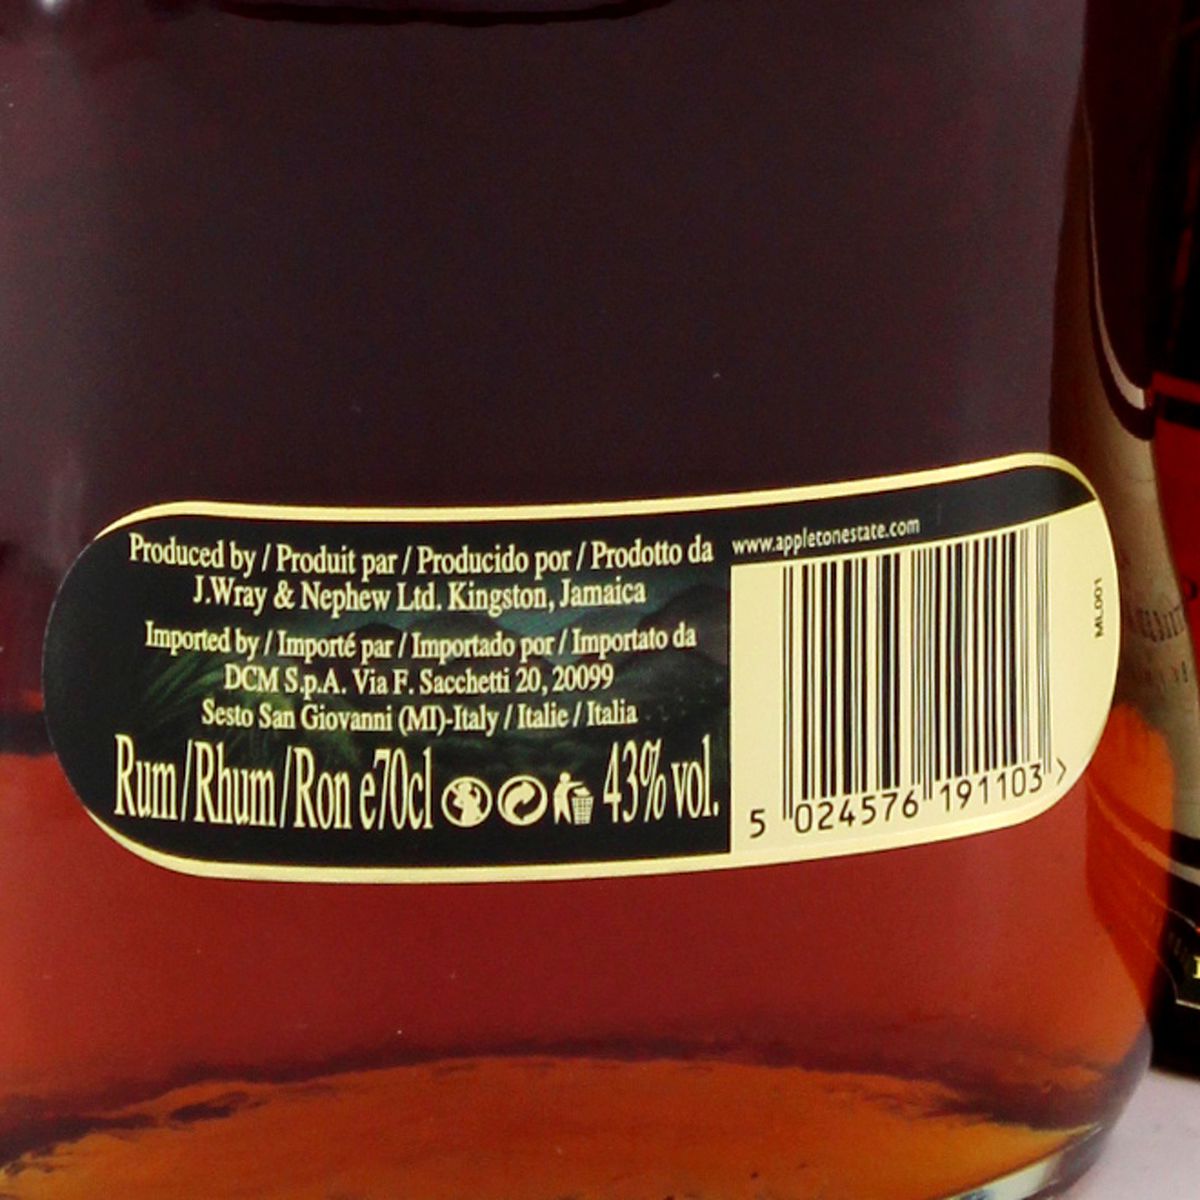 Produced by / Produit par / Producido por / Prodotto da
J.Wray & Nephew Ltd. Kingston, Jamaica
Imported by / Importé par / Importado por / Importato da
DCM S.p.A. Via F. Sacchetti 20, 20099
Sesto San Giovanni (MI)-Italy / Italie / Italia
Rum/Rhum/Ron e70cl 43% vol.
www.appletonestate.com
5 024576 191103 >
ML001